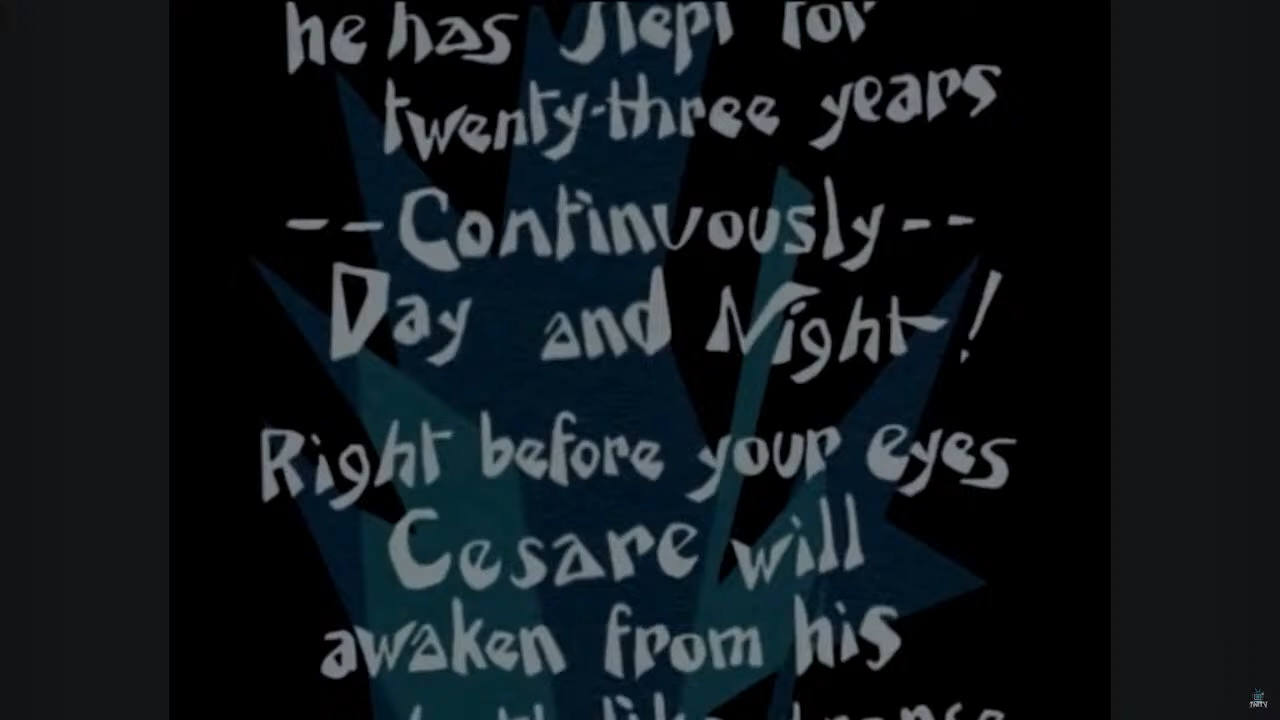 he has slept for
twenty-three years
--Continuously--
Day and Night!
Right before your eyes
Cesare will
awaken from his